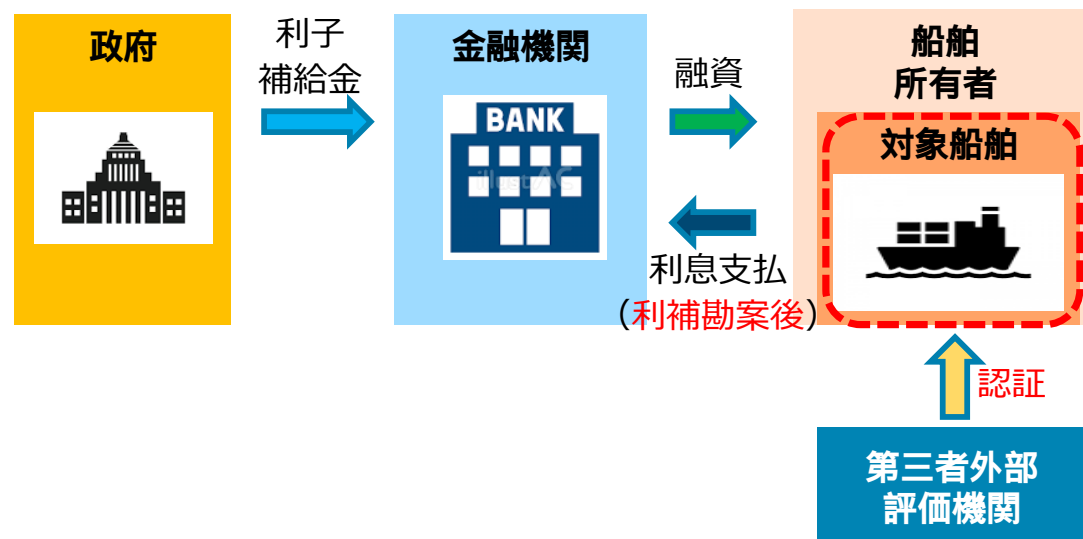 政府
利子
補給金
金融機関
BANK
illust AC
融資
利息支払
（利補勘案後）
船舶
所有者
対象船舶
認証
第三者外部
評価機関